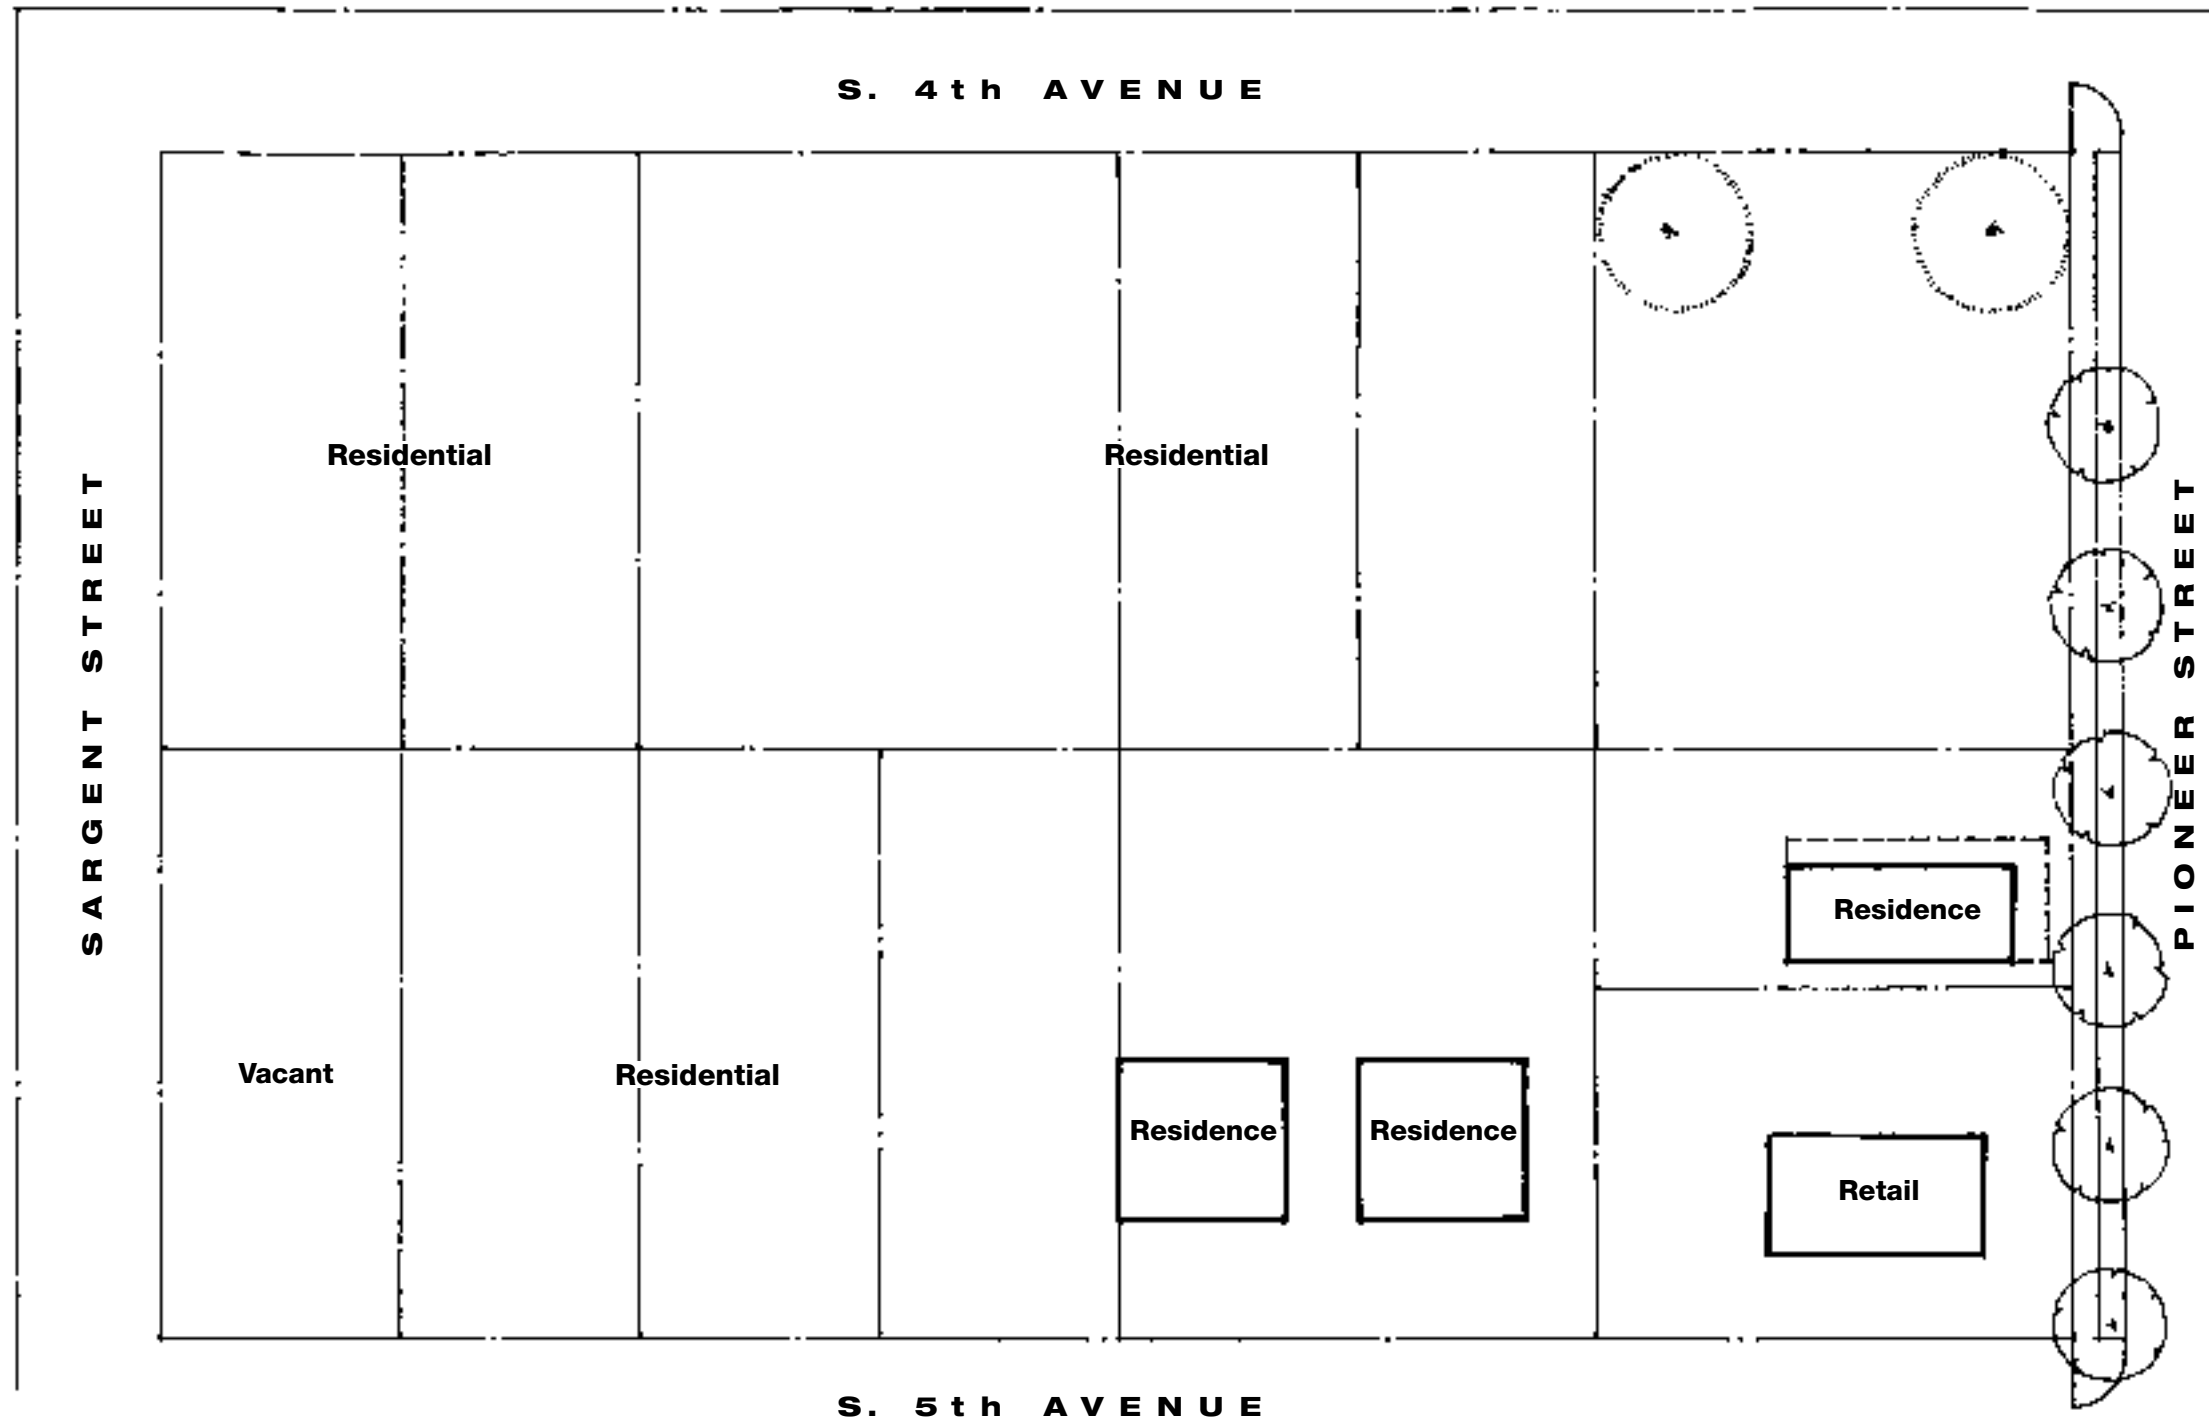 S. 4th AVENUE
Residential
Residential
SARGENT STREET
PIONEER STREET
Residence
Vacant
Residential
Residence
Residence
Retail
S. 5th AVENUE